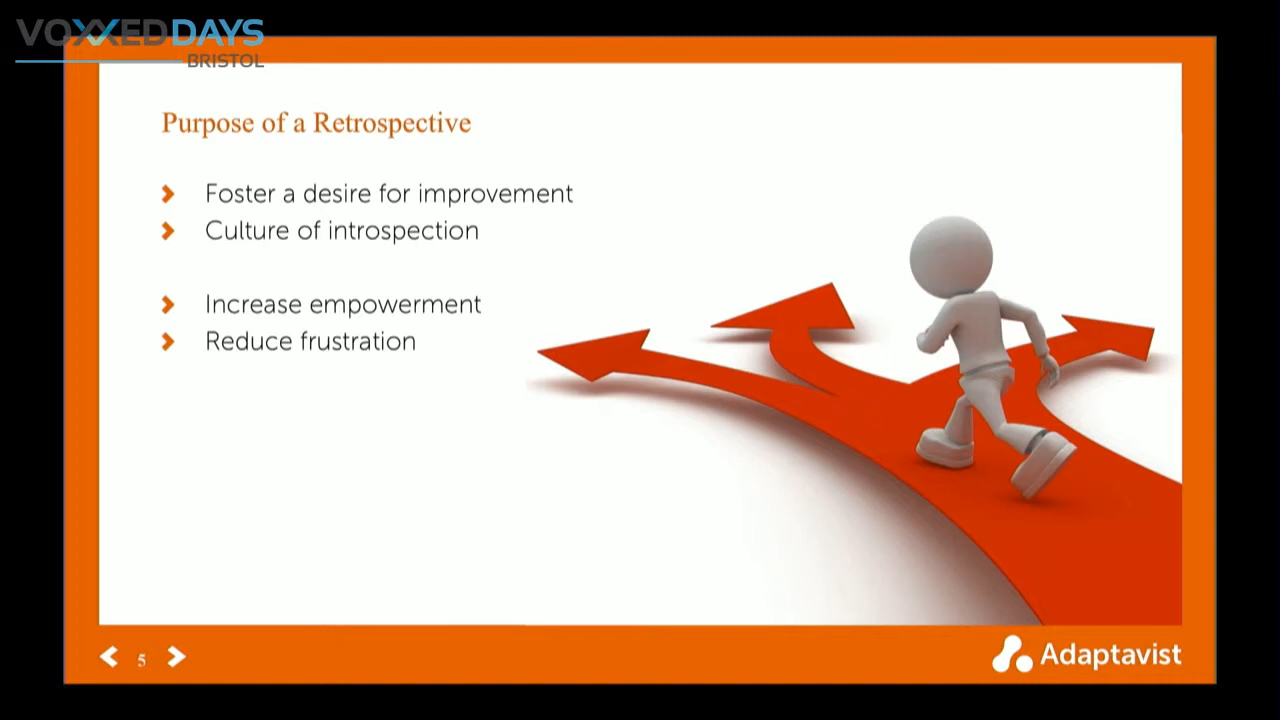 VOXXEDDAYS
BRISTOL
Purpose of a Retrospective
Foster a desire for improvement
Culture of introspection
Increase empowerment
Reduce frustration
5
Adaptavist